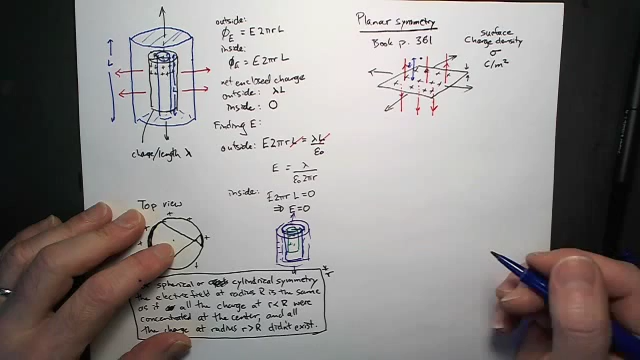 outside:
ϕ_E = E2πrL
inside:
ϕ_E = E2πrL
net enclosed charge
outside: λL
inside: 0
Finding E:
outside: E2πrL = λL/ε₀
E = λ/ε₀2πr
inside: E2πrL = 0
⇒ E = 0
L
charge/length λ
Top view
spherical or cylindrical symmetry
the electric field at radius R is the same
as if all the charge at r<R were
concentrated at the center, and all
the charge at radius r>R didn't exist.
Planar symmetry
Book p. 361
surface
charge density
σ
C/m²